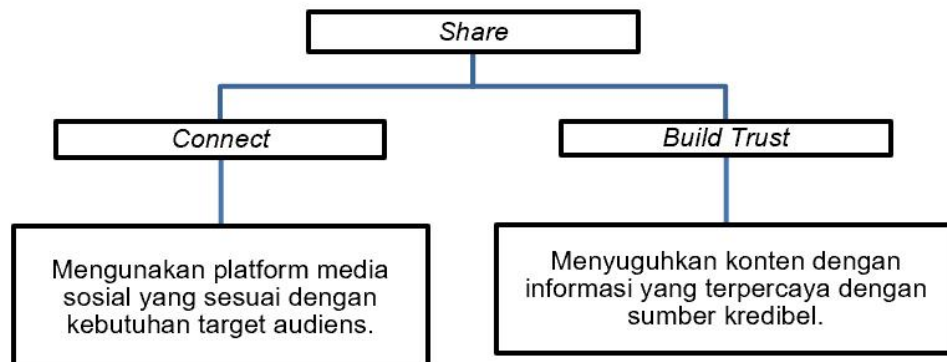 Share
Connect
Build Trust
Mengunakan platform media
sosial yang sesuai dengan
kebutuhan target audiens.
Menyuguhkan konten dengan
informasi yang terpercaya dengan
sumber kredibel.